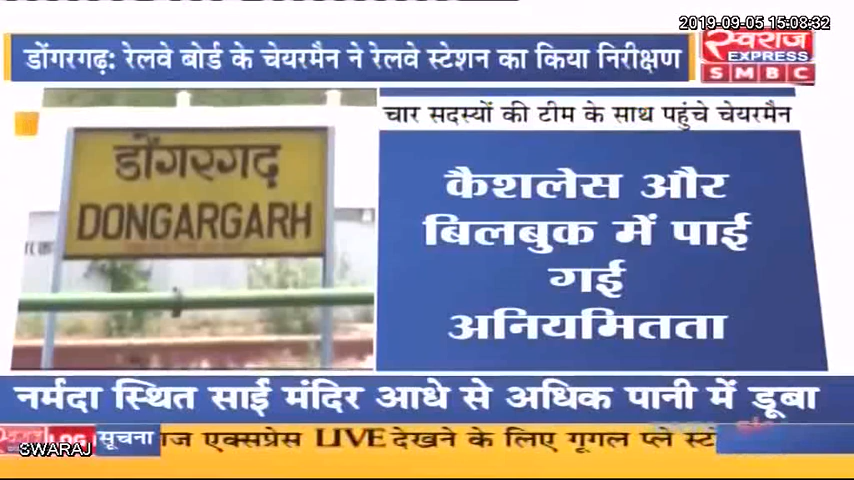 2019-09-05 15:08:32
डोंगरगढ़: रेलवे बोर्ड के चेयरमैन ने रेलवे स्टेशन का किया निरीक्षण
स्वराज
EXPRESS
SMBC
चार सदस्यों की टीम के साथ पहुंचे चेयरमैन
डोंगरगढ़
DONGARGARH
कैशलेस और
बिलबुक में पाई
गई
अनियमितता
नर्मदा स्थित साईं मंदिर आधे से अधिक पानी में डूबा
सूचना
ाज एक्सप्रेस LIVE देखने के लिए गूगल प्ले स्ट
SWARAJ